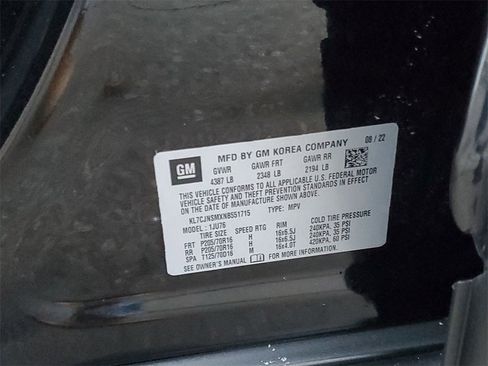 GM
MFD BY GM KOREA COMPANY 08 / 22
GVWR GAWR FRT GAWR RR
4387 LB 2348 LB 2194 LB
THIS VEHICLE CONFORMS TO ALL APPLICABLE U.S. FEDERAL MOTOR
VEHICLE SAFETY AND THEFT PREVENTION STANDARDS IN EFFECT ON
THE DATE OF MANUFACTURE SHOWN ABOVE.
KL7CJNSMXNB551715 TYPE: MPV
MODEL: 1JU76
TIRE SIZE SPEED RTG RIM COLD TIRE PRESSURE
FRT P205/70R16 H 16x6.5J 240KPA, 35 PSI
RR P205/70R16 H 16x6.5J 240KPA, 35 PSI
SPA T125/70D16 M 16x4.0T 420KPA, 60 PSI
SEE OWNER'S MANUAL FOR MORE INFORMATION.